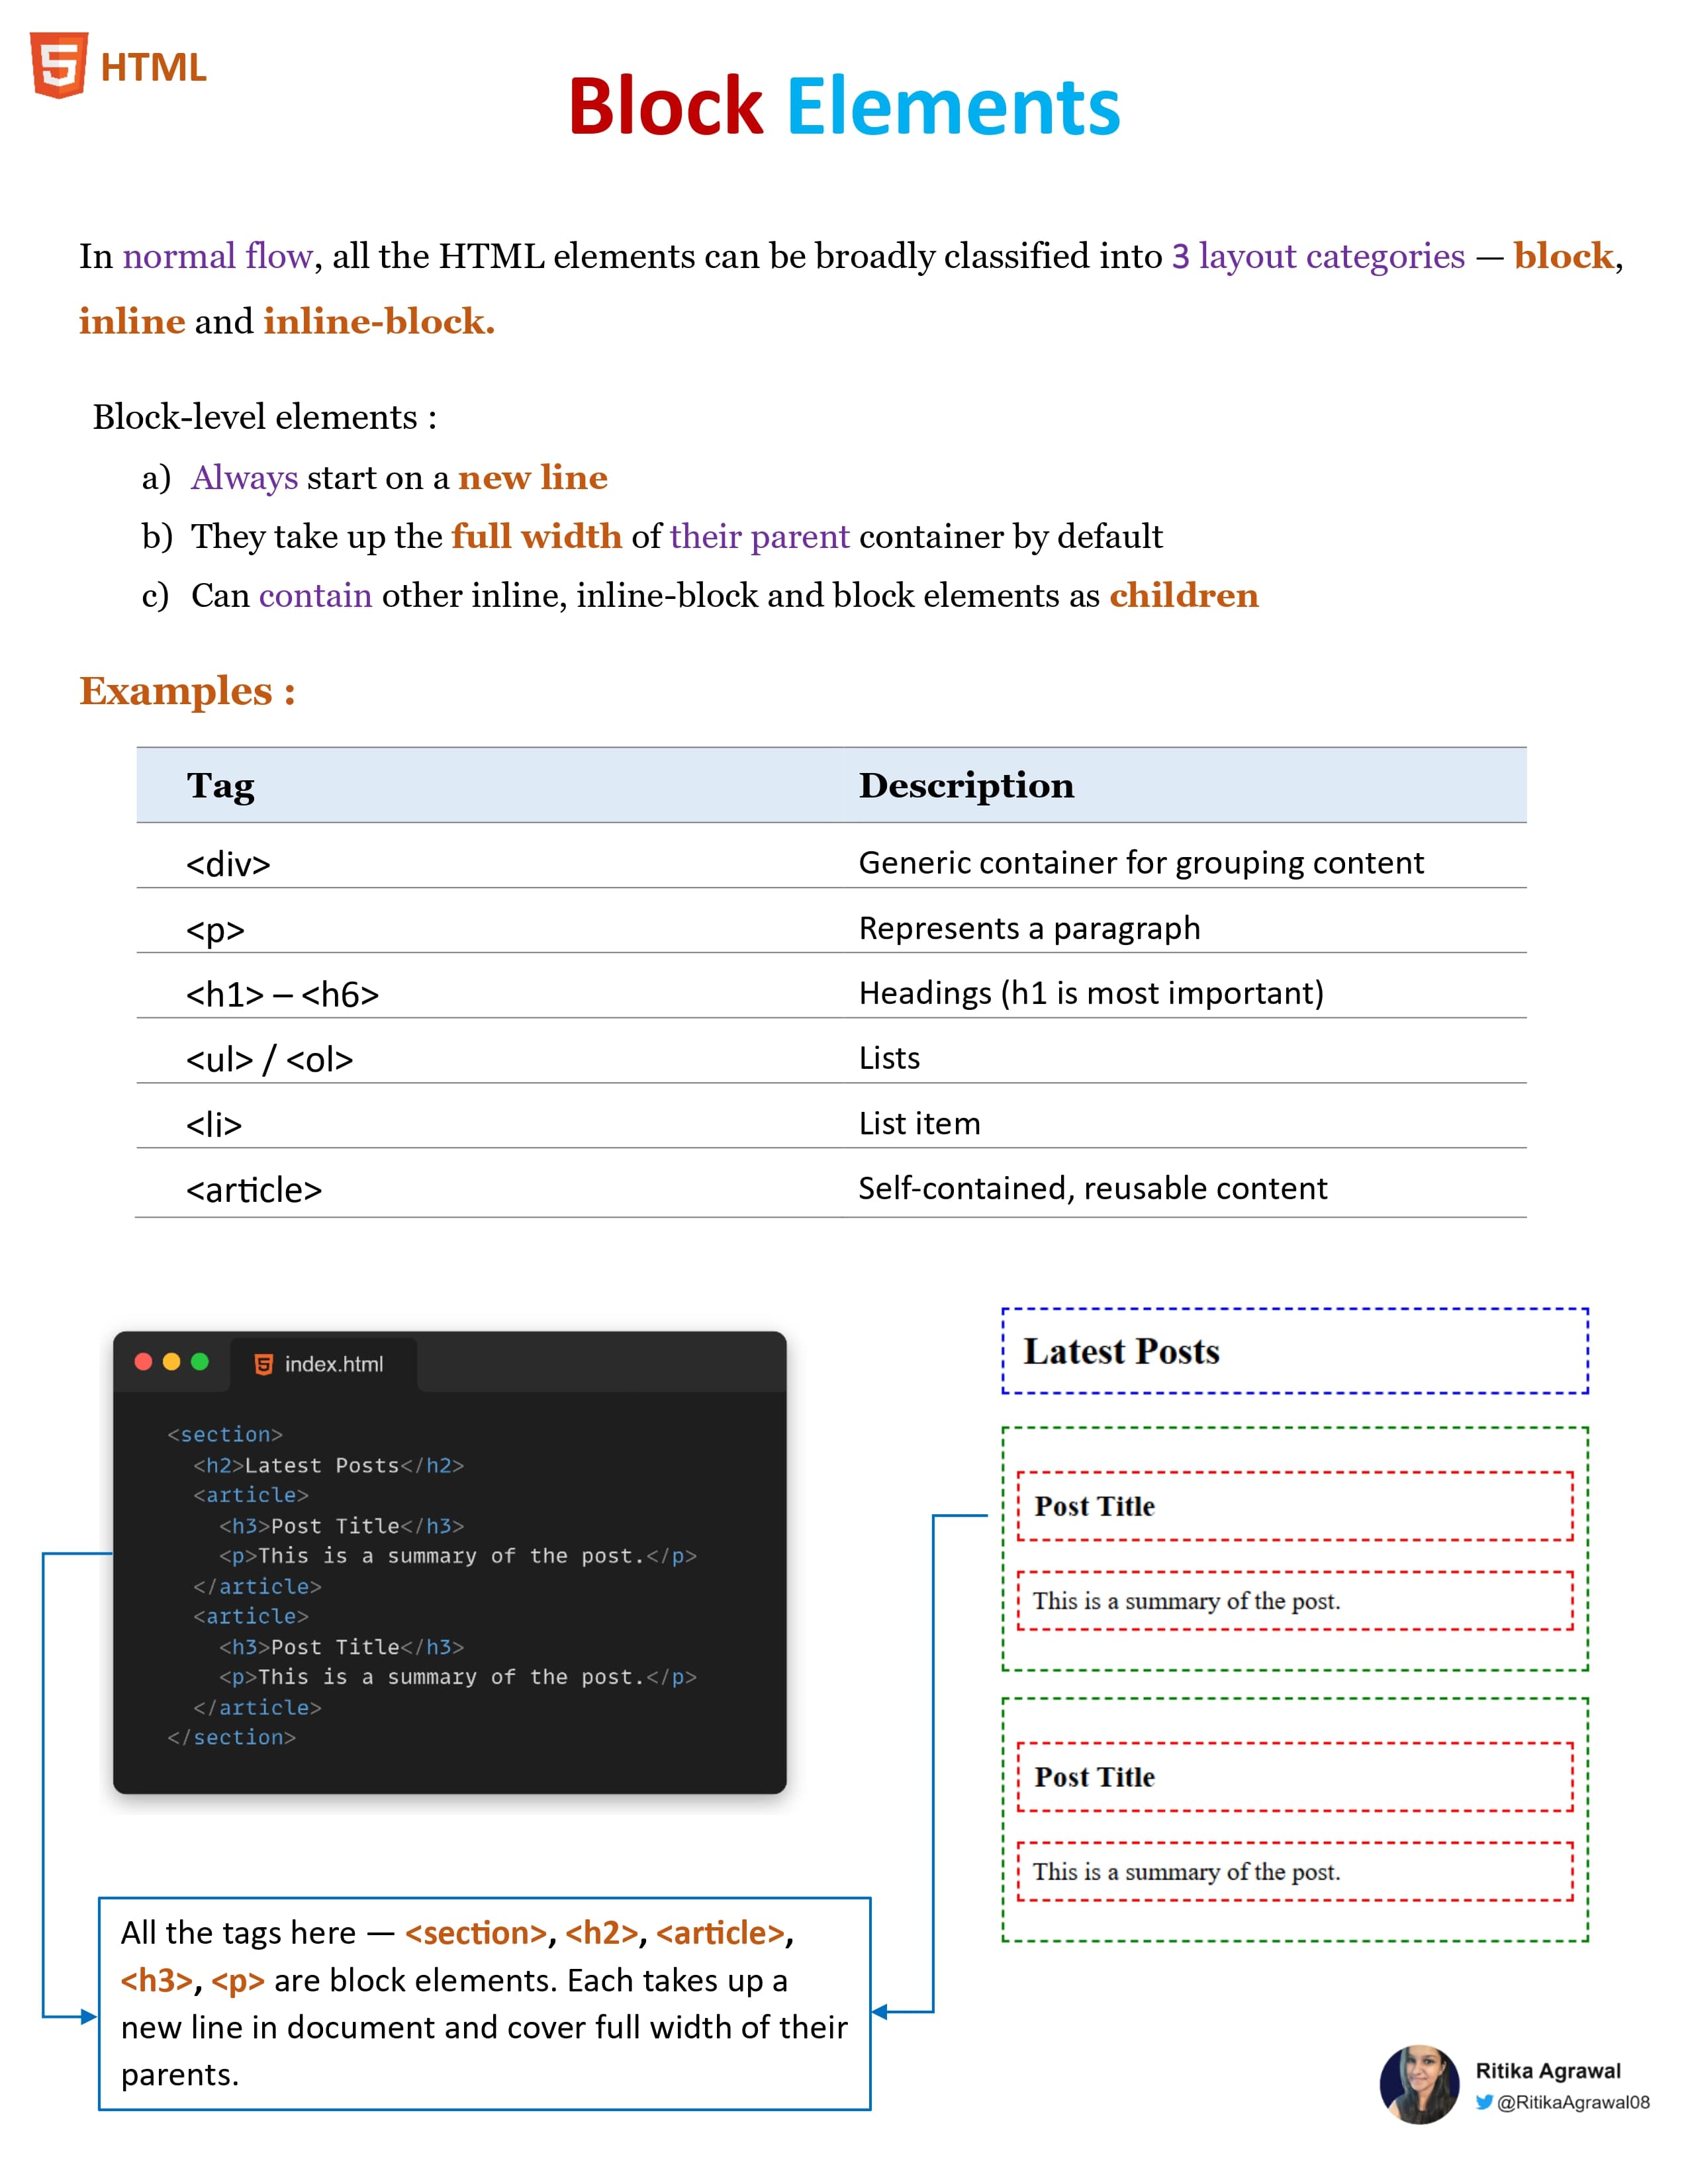 HTML
Block Elements
In normal flow, all the HTML elements can be broadly classified into 3 layout categories — block,
inline and inline-block.
Block-level elements :
a) Always start on a new line
b) They take up the full width of their parent container by default
c) Can contain other inline, inline-block and block elements as children
Examples :
Tag Description
<div> Generic container for grouping content
<p> Represents a paragraph
<h1> – <h6> Headings (h1 is most important)
<ul> / <ol> Lists
<li> List item
<article> Self-contained, reusable content
index.html
<section>
<h2>Latest Posts</h2>
<article>
<h3>Post Title</h3>
<p>This is a summary of the post.</p>
</article>
<article>
<h3>Post Title</h3>
<p>This is a summary of the post.</p>
</article>
</section>
Latest Posts
Post Title
This is a summary of the post.
Post Title
This is a summary of the post.
All the tags here — <section>, <h2>, <article>,
<h3>, <p> are block elements. Each takes up a
new line in document and cover full width of their
parents.
Ritika Agrawal
@RitikaAgrawal08